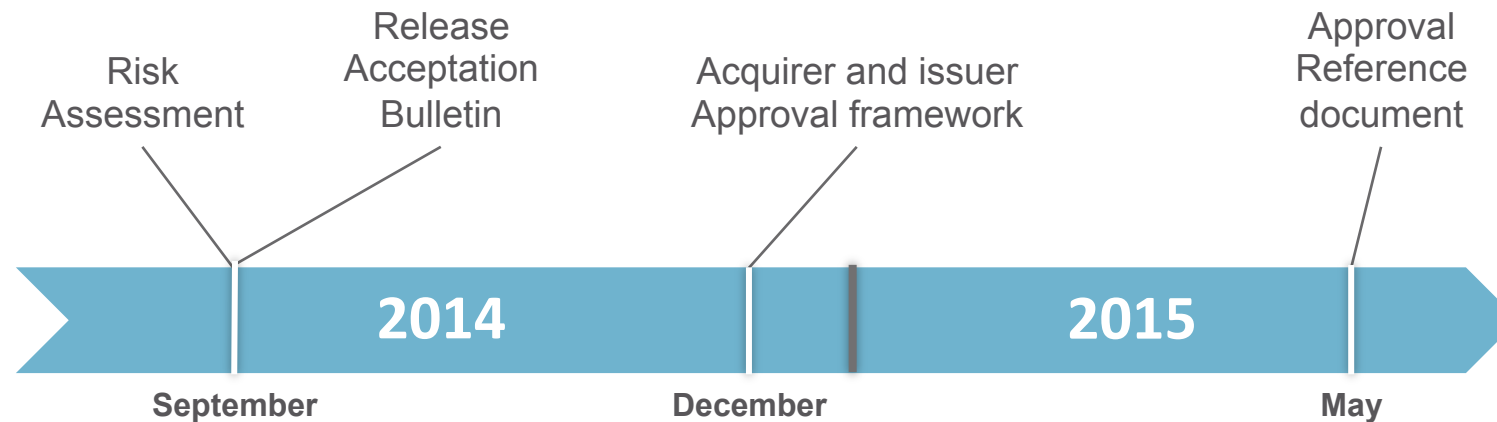 Risk
Assessment
Release
Acceptation
Bulletin
Acquirer and issuer
Approval framework
Approval
Reference
document
2014
2015
September
December
May